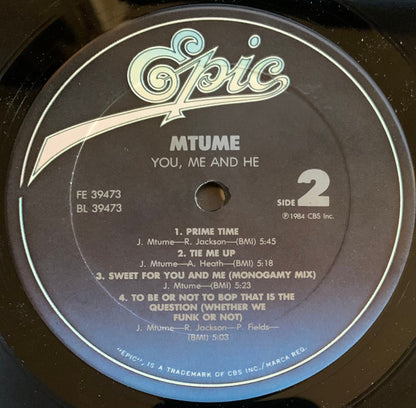 Epic
MTUME
YOU, ME AND HE
FE 39473
BL 39473
SIDE 2
℗1984 CBS Inc.
1. PRIME TIME
J. Mtume—R. Jackson—(BMI) 5:45
2. TIE ME UP
J. Mtume—A. Heath—(BMI) 5:18
3. SWEET FOR YOU AND ME (MONOGAMY MIX)
J. Mtume—(BMI) 5:23
4. TO BE OR NOT TO BOP THAT IS THE
QUESTION (WHETHER WE
FUNK OR NOT)
J. Mtume—R. Jackson—P. Fields—
(BMI) 5:03
"EPIC", IS A TRADEMARK OF CBS INC./MARCA REG.